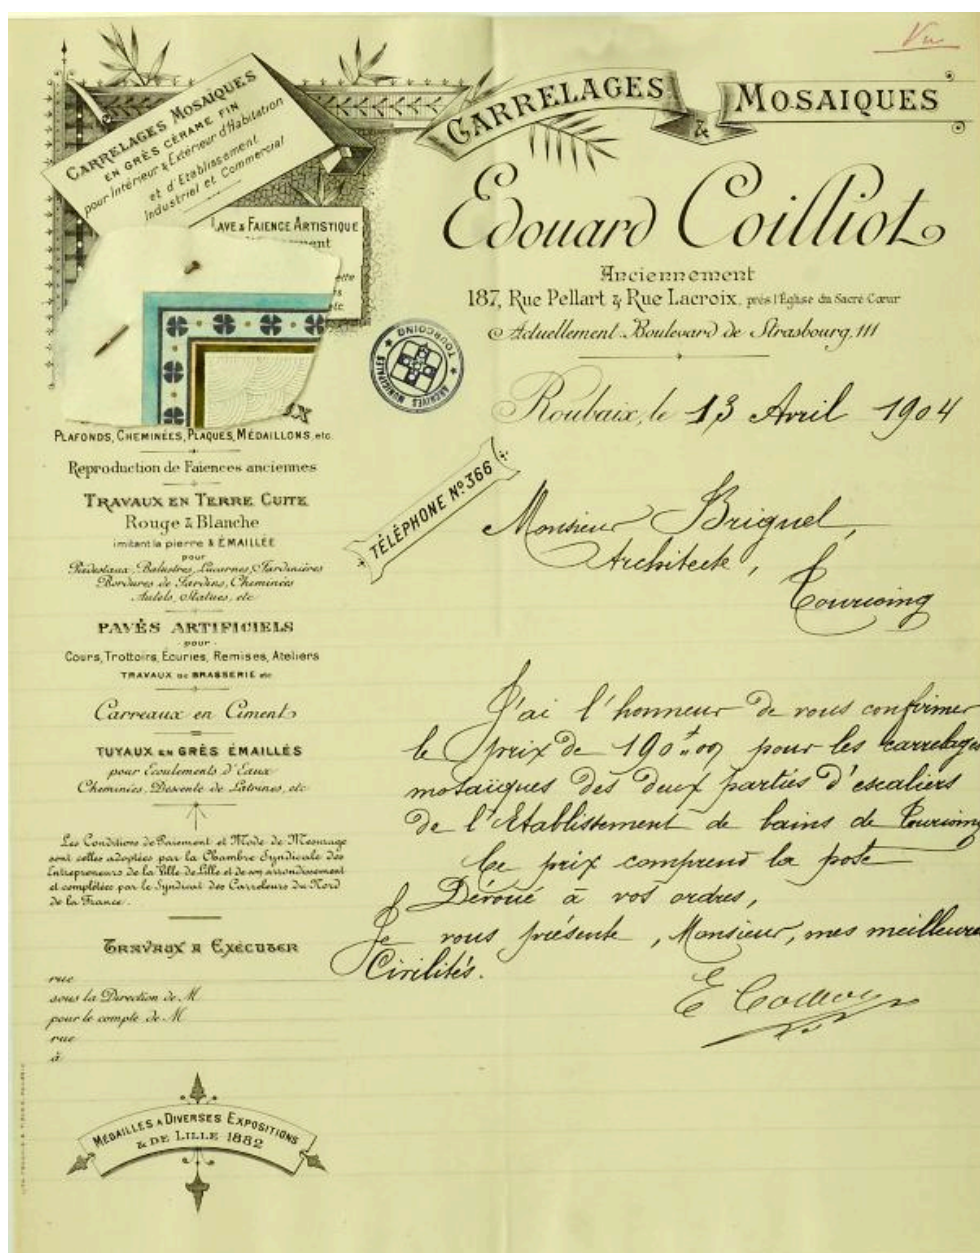 Vu
CARRELAGES & MOSAIQUES
CARRELAGES MOSAIQUES
EN GRÈS CÉRAME FIN
pour Intérieur & Extérieur d'Habitation
et d'Etablissement
Industriel et Commercial
LAVE & FAIENCE ARTISTIQUE
Edouard Coilliot
Anciennement
187, Rue Pellart & Rue Lacroix, près l'Église du Sacré Cœur
Actuellement Boulevard de Strasbourg, 111
ARCHIVES MUNICIPALES
★ TOURCOING ★
Roubaix, le 13 Avril 1904
TÉLÉPHONE Nº 366
Monsieur Briguel,
Architecte,
Tourcoing
PLAFONDS, CHEMINÉES, PLAQUES, MÉDAILLONS, etc.
Reproduction de Faïences anciennes
TRAVAUX EN TERRE CUITE
Rouge & Blanche
imitant la pierre & ÉMAILLÉE
pour
Piédestaux, Balustres, Lucarnes, Jardinières
Bordures de Jardins, Cheminées
Autels, Statues, etc
PAVÉS ARTIFICIELS
pour
Cours, Trottoirs, Écuries, Remises, Ateliers
TRAVAUX de BRASSERIE etc
Carreaux en Ciment
TUYAUX EN GRÈS ÉMAILLÉS
pour Ecoulements d'Eaux
Cheminées, Descente de Latrines, etc
Les Conditions de Paiement et Mode de Mesurage
sont celles adoptées par la Chambre Syndicale des
Entrepreneurs de la Ville de Lille et de son arrondissement
et complétées par le Syndicat des Carreleurs du Nord
de la France.
TRAVAUX A EXÉCUTER
rue
sous la Direction de M
pour le compte de M
rue
à
MÉDAILLES A DIVERSES EXPOSITIONS
& DE LILLE 1882
J'ai l'honneur de vous confirmer
le prix de 190f,,00 pour les carrelages
mosaïques des deux parties d'escaliers
de l'Etablissement de bains de Tourcoing
Ce prix comprend la pose
Dévoué à vos ordres,
Je vous présente, Monsieur, mes meilleures
Civilités.
E Coilliot